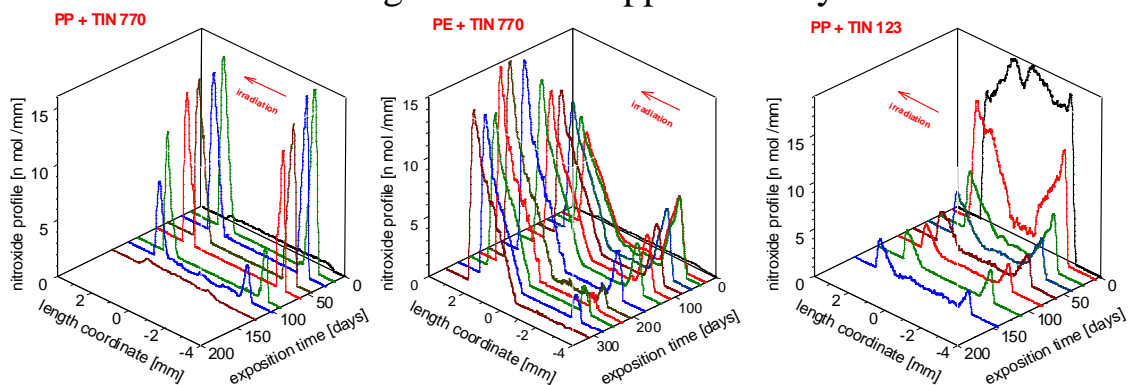 PP + TIN 770
irradiation
nitroxide profile [n mol /mm]
15
10
5
0
2
0
-2
-4
length coordinate [mm]
200
150
100
50
0
exposition time [days]
PE + TIN 770
irradiation
nitroxide profile [n mol /mm]
15
10
5
0
2
0
-2
-4
length coordinate [mm]
300
200
100
0
exposition time [days]
PP + TIN 123
irradiation
nitroxide profile [n mol /mm]
15
10
5
0
2
0
-2
-4
length coordinate [mm]
200
150
100
50
0
exposition time [days]